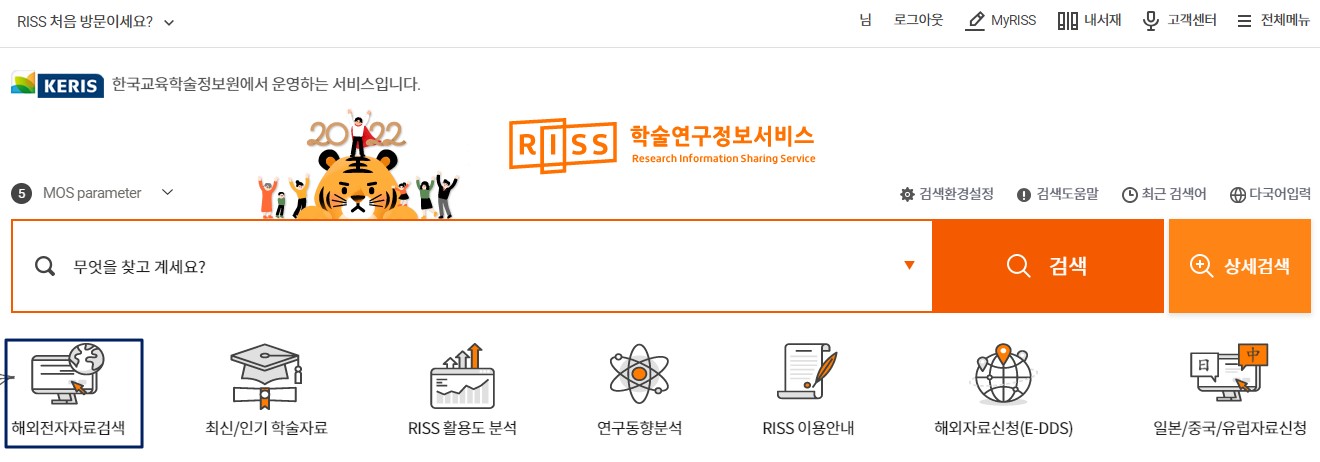 RISS 처음 방문이세요?
님 로그아웃 MyRISS 내서재 고객센터 전체메뉴
KERIS 한국교육학술정보원에서 운영하는 서비스입니다.
2022
RISS 학술연구정보서비스
Research Information Sharing Service
5 MOS parameter
검색환경설정 검색도움말 최근 검색어 다국어입력
무엇을 찾고 계세요?
검색 상세검색
日 中
해외전자자료검색 최신/인기 학술자료 RISS 활용도 분석 연구동향분석 RISS 이용안내 해외자료신청(E-DDS) 일본/중국/유럽자료신청